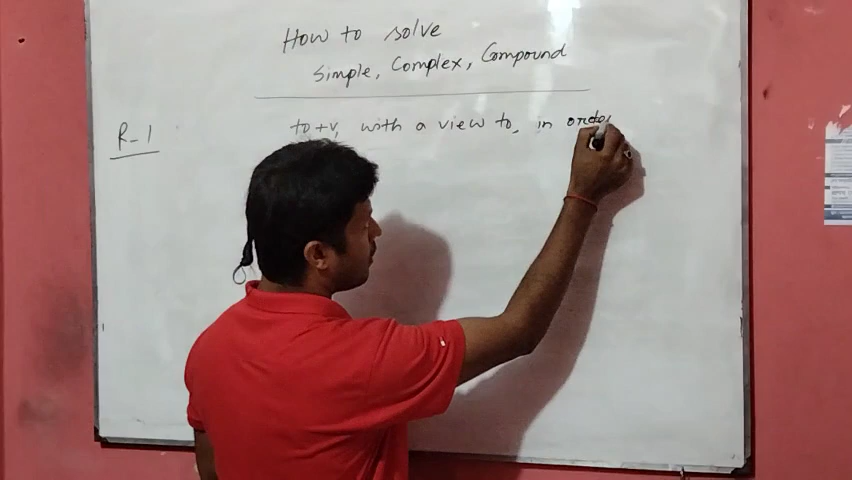 How to solve
Simple, Complex, Compound
R-1
to+v, with a view to, in order